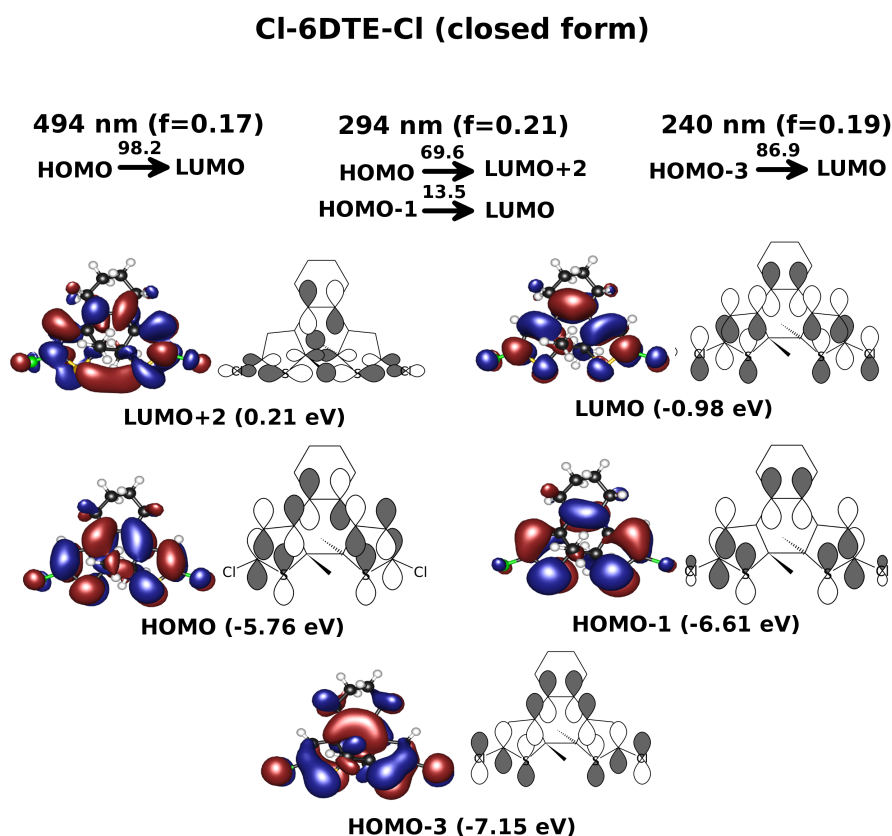 Cl-6DTE-Cl (closed form)
494 nm (f=0.17)
98.2
HOMO LUMO
294 nm (f=0.21)
69.6
HOMO LUMO+2
13.5
HOMO-1 LUMO
240 nm (f=0.19)
86.9
HOMO-3 LUMO
Cl S S Cl
LUMO+2 (0.21 eV)
)
Cl S S Cl
LUMO (-0.98 eV)
Cl S S Cl
HOMO (-5.76 eV)
Cl S S Cl
HOMO-1 (-6.61 eV)
Cl S S Cl
HOMO-3 (-7.15 eV)